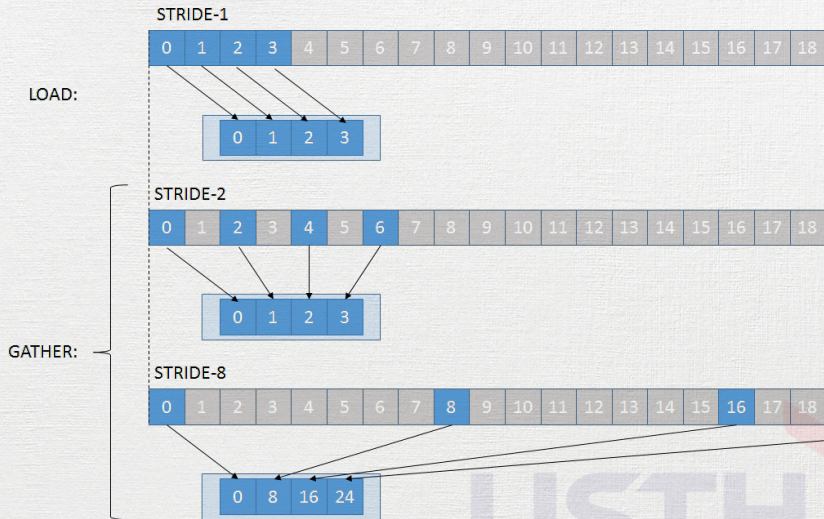 STRIDE-1
0 1 2 3 4 5 6 7 8 9 10 11 12 13 14 15 16 17 18
LOAD:
0 1 2 3
STRIDE-2
0 1 2 3 4 5 6 7 8 9 10 11 12 13 14 15 16 17 18
0 1 2 3
GATHER:
STRIDE-8
0 1 2 3 4 5 6 7 8 9 10 11 12 13 14 15 16 17 18
0 8 16 24
USTH